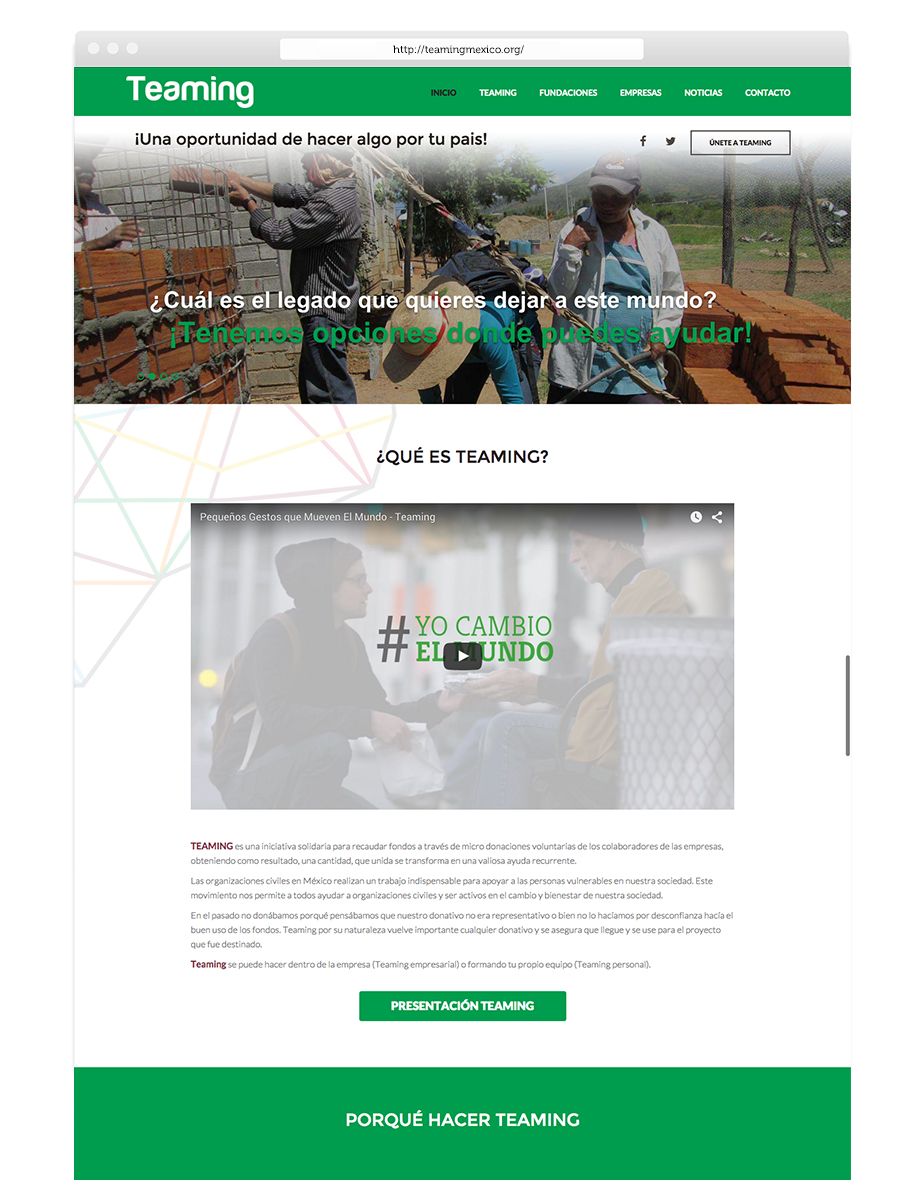 http://teamingmexico.org/
Teaming
INICIO TEAMING FUNDACIONES EMPRESAS NOTICIAS CONTACTO
¡Una oportunidad de hacer algo por tu pais!
ÚNETE A TEAMING
¿Cuál es el legado que quieres dejar a este mundo?
¡Tenemos opciones donde puedes ayudar!
¿QUÉ ES TEAMING?
Pequeños Gestos que Mueven El Mundo - Teaming
# YO CAMBIO
EL MUNDO
TEAMING es una iniciativa solidaria para recaudar fondos a través de micro donaciones voluntarias de los colaboradores de las empresas,
obteniendo como resultado, una cantidad, que unida se transforma en una valiosa ayuda recurrente.
Las organizaciones civiles en México realizan un trabajo indispensable para apoyar a las personas vulnerables en nuestra sociedad. Este
movimiento nos permite a todos ayudar a organizaciones civiles y ser activos en el cambio y bienestar de nuestra sociedad.
En el pasado no donábamos porqué pensábamos que nuestro donativo no era representativo o bien no lo hacíamos por desconfianza hacía el
buen uso de los fondos. Teaming por su naturaleza vuelve importante cualquier donativo y se asegura que llegue y se use para el proyecto
que fue destinado.
Teaming se puede hacer dentro de la empresa (Teaming empresarial) o formando tu propio equipo (Teaming personal).
PRESENTACIÓN TEAMING
PORQUÉ HACER TEAMING